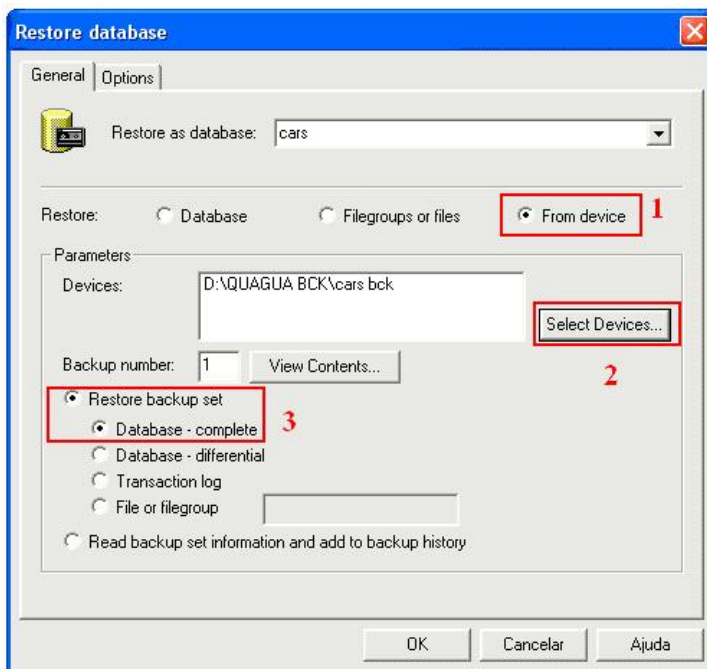 Restore database
General Options
Restore as database: cars
Restore: Database Filegroups or files From device 1
Parameters
Devices: D:\QUAGUA BCK\cars bck
Select Devices...
Backup number: 1 View Contents... 2
Restore backup set
Database - complete 3
Database - differential
Transaction log
File or filegroup
Read backup set information and add to backup history
OK Cancelar Ajuda